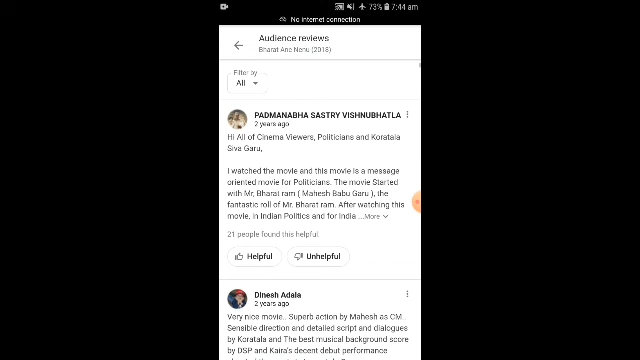 73% 7:44 am
No internet connection
Audience reviews
Bharat Ane Nenu (2018)
Filter by
All
PADMANABHA SASTRY VISHNUBHATLA
2 years ago
Hi All of Cinema Viewers, Politicians and Koratala
Siva Garu,
I watched the movie and this movie is a message
oriented movie for Politicians. The movie Started
with Mr, Bharat ram ( Mahesh Babu Garu ), the
fantastic roll of Mr. Bharat ram. After watching this
movie, in Indian Politics and for India ...More
21 people found this helpful.
Helpful Unhelpful
Dinesh Adala
2 years ago
Very nice movie.. Superb action by Mahesh as CM..
Sensible direction and detailed script and dialogues
by Koratala and The best musical background score
by DSP and Kaira's decent debut performance